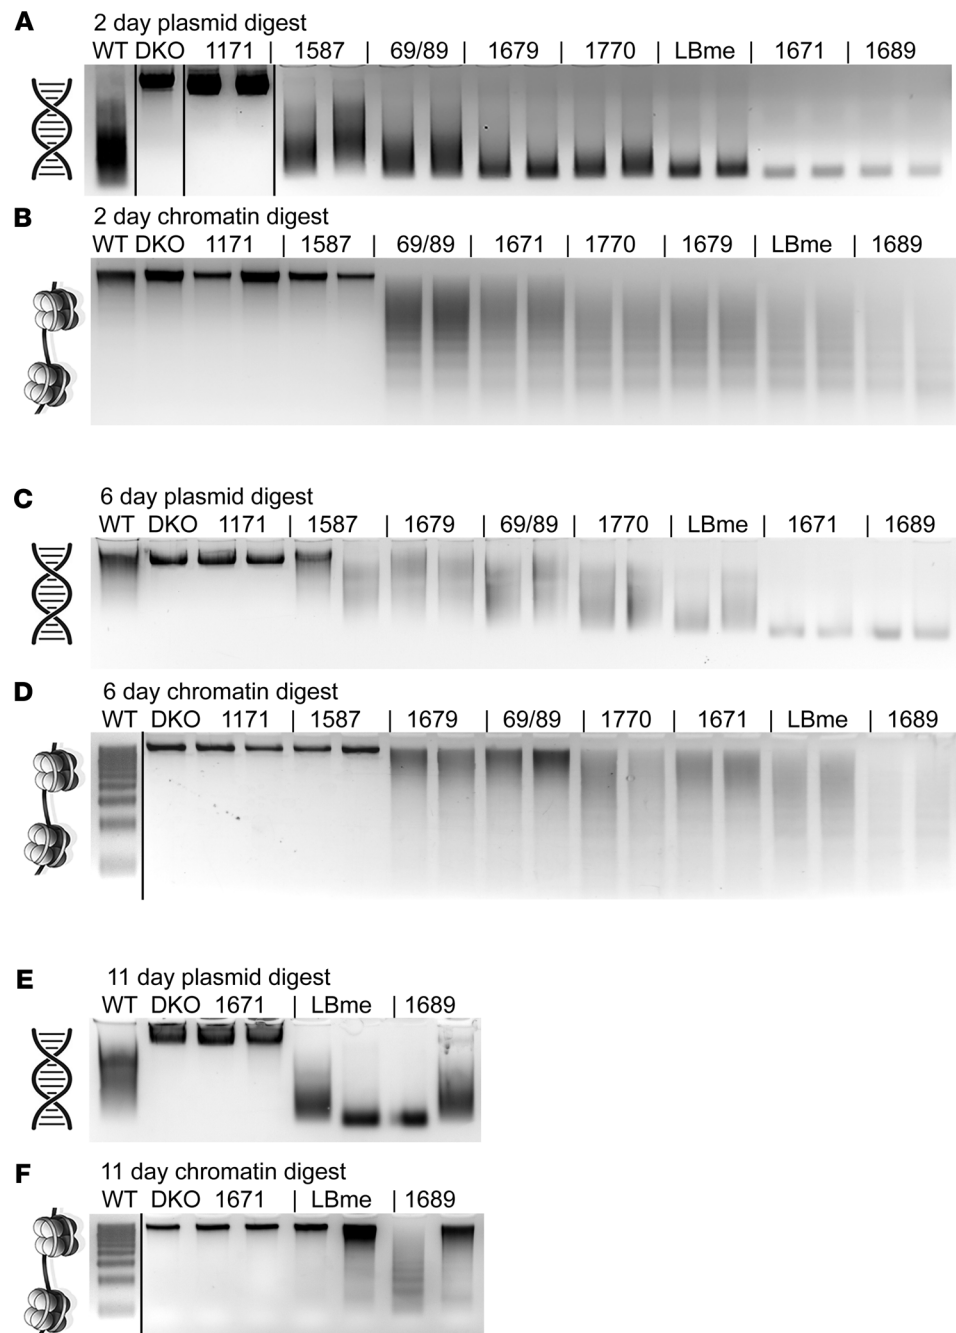 A 2 day plasmid digest
WT DKO 1171 | 1587 | 69/89 | 1679 | 1770 | LBme | 1671 | 1689
B 2 day chromatin digest
WT DKO 1171 | 1587 | 69/89 | 1671 | 1770 | 1679 | LBme | 1689
C 6 day plasmid digest
WT DKO 1171 | 1587 | 1679 | 69/89 | 1770 | LBme | 1671 | 1689
D 6 day chromatin digest
WT DKO 1171 | 1587 | 1679 | 69/89 | 1770 | 1671 | LBme | 1689
E 11 day plasmid digest
WT DKO 1671 | LBme | 1689
F 11 day chromatin digest
WT DKO 1671 | LBme | 1689